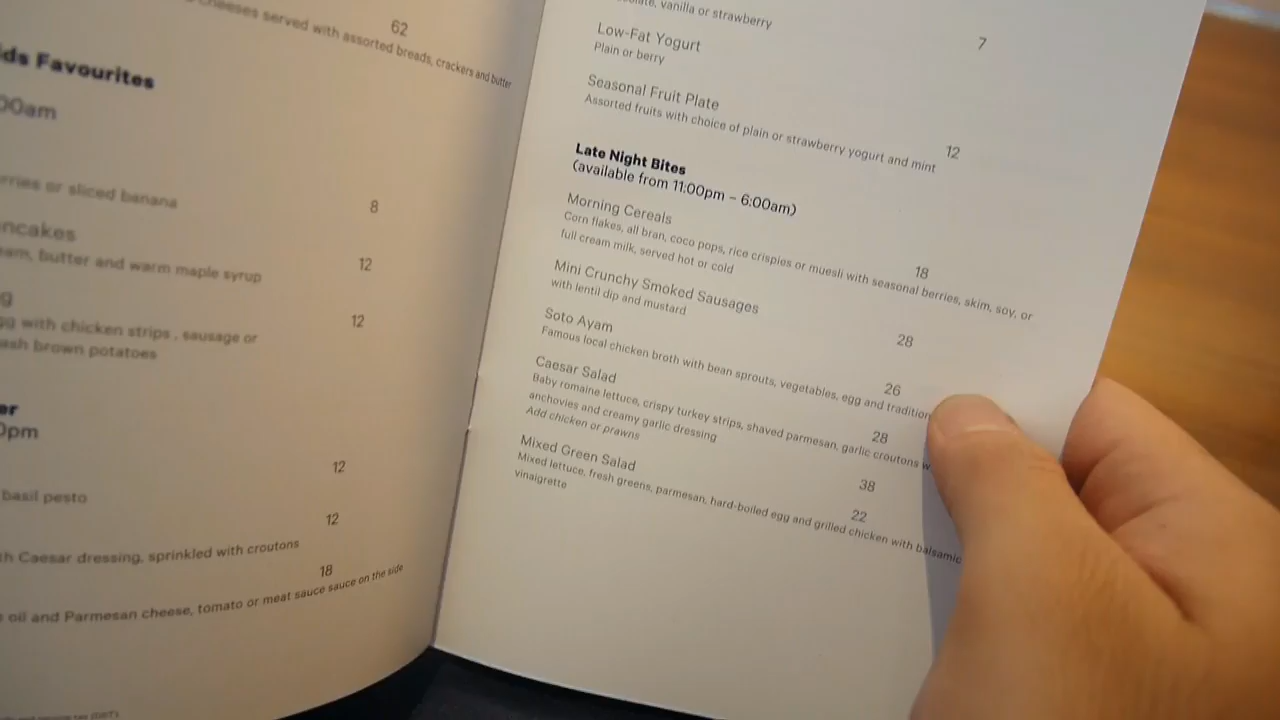 cheeses served with assorted breads, crackers and butter
62
ds Favourites
00am
erries or sliced banana
8
ncakes
eam, butter and warm maple syrup
12
g
gg with chicken strips , sausage or
ash brown potatoes
12
er
0pm
12
basil pesto
12
th Caesar dressing, sprinkled with croutons
18
oil and Parmesan cheese, tomato or meat sauce sauce on the side
vanilla or strawberry
Low-Fat Yogurt 7
Plain or berry
Seasonal Fruit Plate 12
Assorted fruits with choice of plain or strawberry yogurt and mint
Late Night Bites
(available from 11:00pm – 6:00am)
Morning Cereals 18
Corn flakes, all bran, coco pops, rice crispies or muesli with seasonal berries, skim, soy, or
full cream milk, served hot or cold
Mini Crunchy Smoked Sausages 28
with lentil dip and mustard
Soto Ayam 26
Famous local chicken broth with bean sprouts, vegetables, egg and tradition
Caesar Salad 28
Baby romaine lettuce, crispy turkey strips, shaved parmesan, garlic croutons w
anchovies and creamy garlic dressing
Add chicken or prawns 38
Mixed Green Salad 22
Mixed lettuce, fresh greens, parmesan, hard-boiled egg and grilled chicken with balsamic
vinaigrette